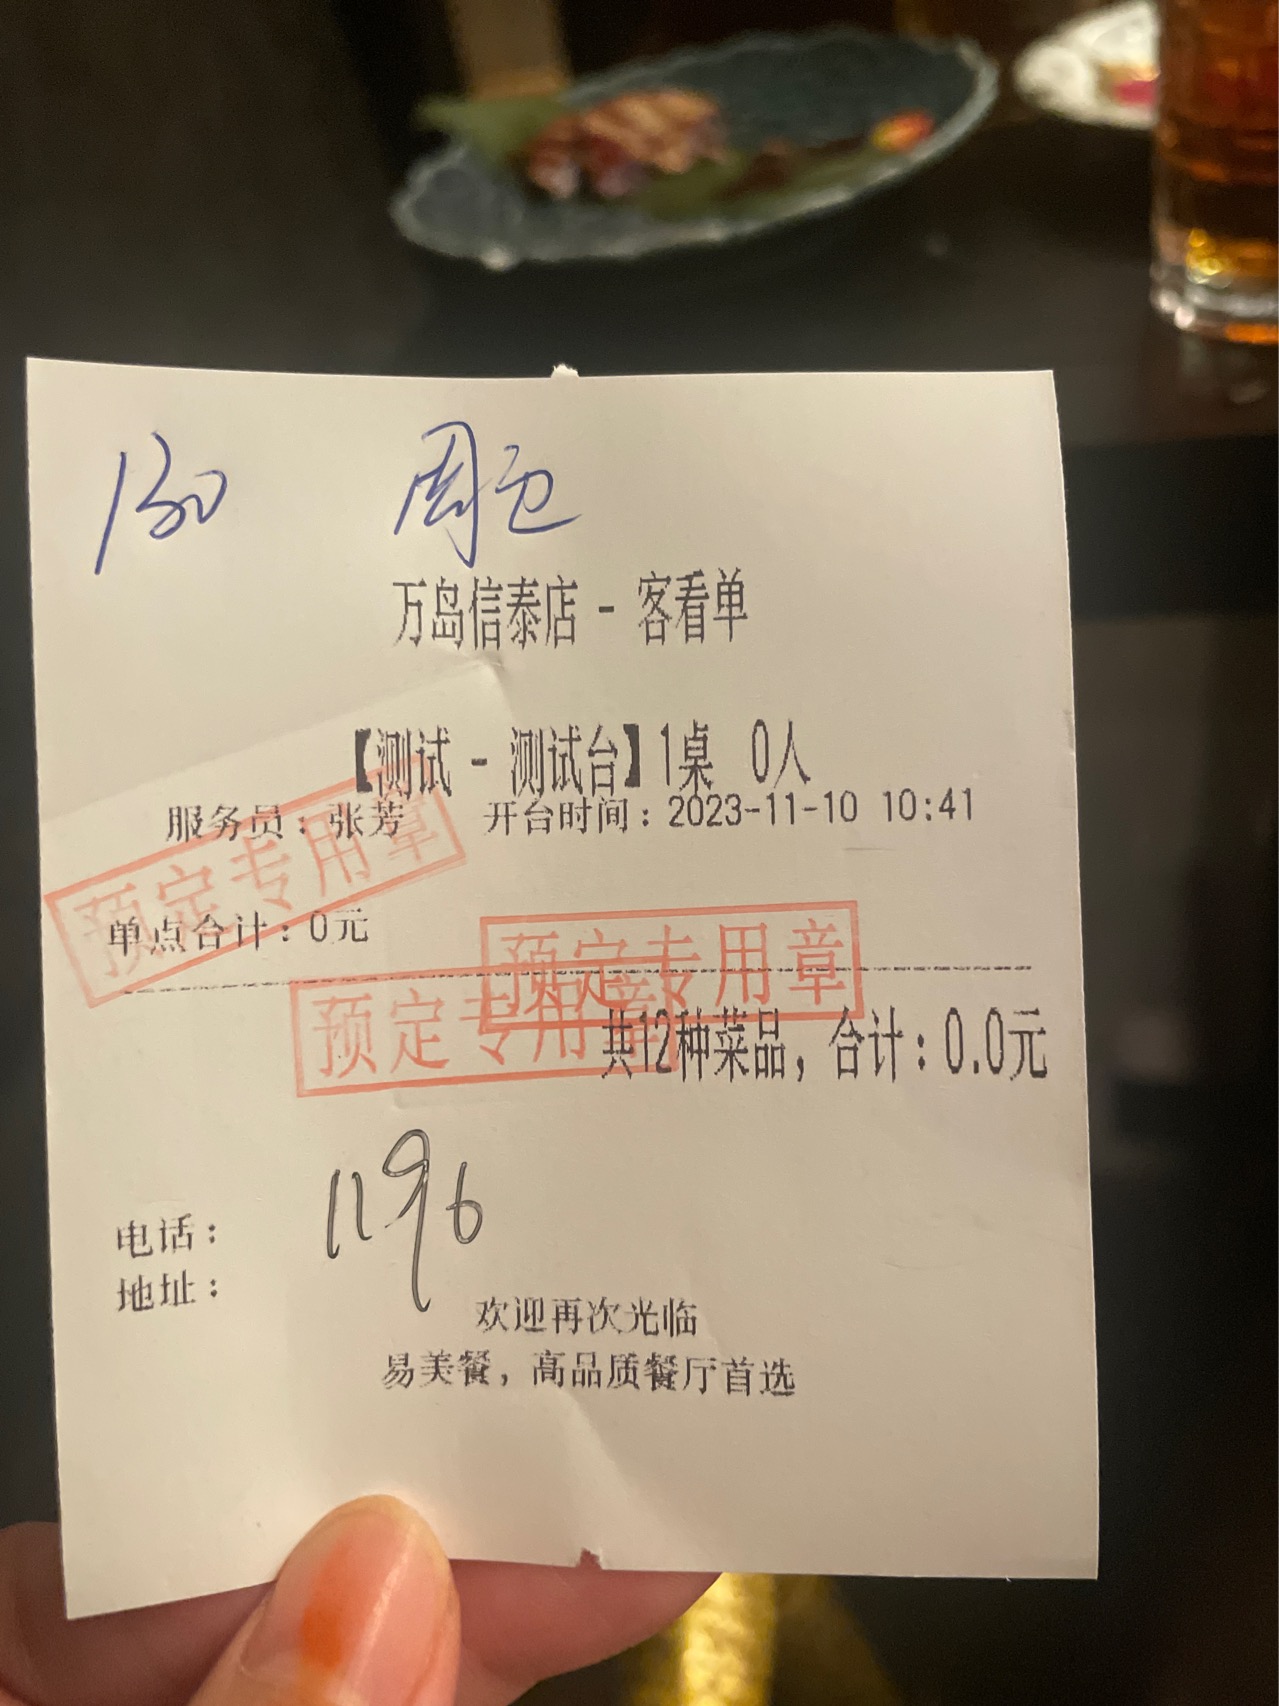 130 周
万岛信泰店 - 客看单
【测试 - 测试台】1桌 0人
服务员：张芳 开台时间：2023-11-10 10:41
预定专用章
单点合计：0元
预定专用章
预定专用章
共12种菜品，合计：0.0元
1196
电话：
地址：
欢迎再次光临
易美餐，高品质餐厅首选